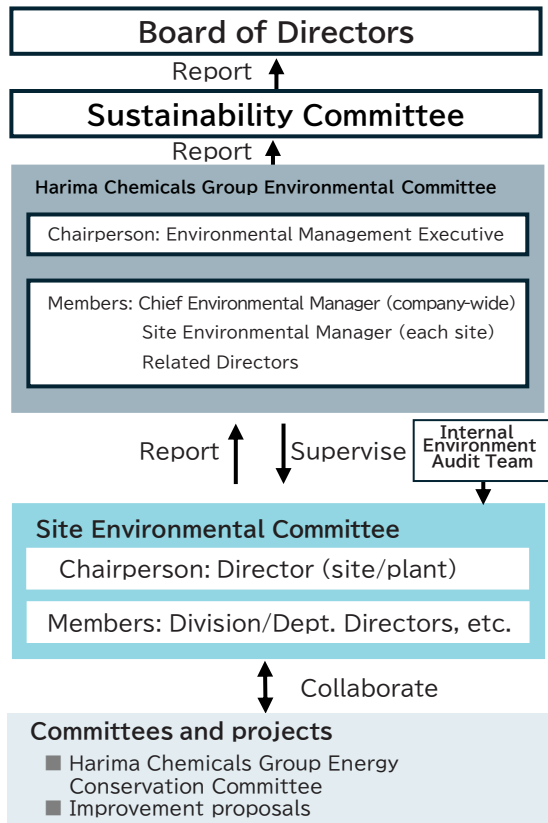 Board of Directors
Report
Sustainability Committee
Report
Harima Chemicals Group Environmental Committee
Chairperson: Environmental Management Executive
Members: Chief Environmental Manager (company-wide)
Site Environmental Manager (each site)
Related Directors
Report
Supervise
Internal
Environment
Audit Team
Site Environmental Committee
Chairperson: Director (site/plant)
Members: Division/Dept. Directors, etc.
Collaborate
Committees and projects
■ Harima Chemicals Group Energy
Conservation Committee
■ Improvement proposals